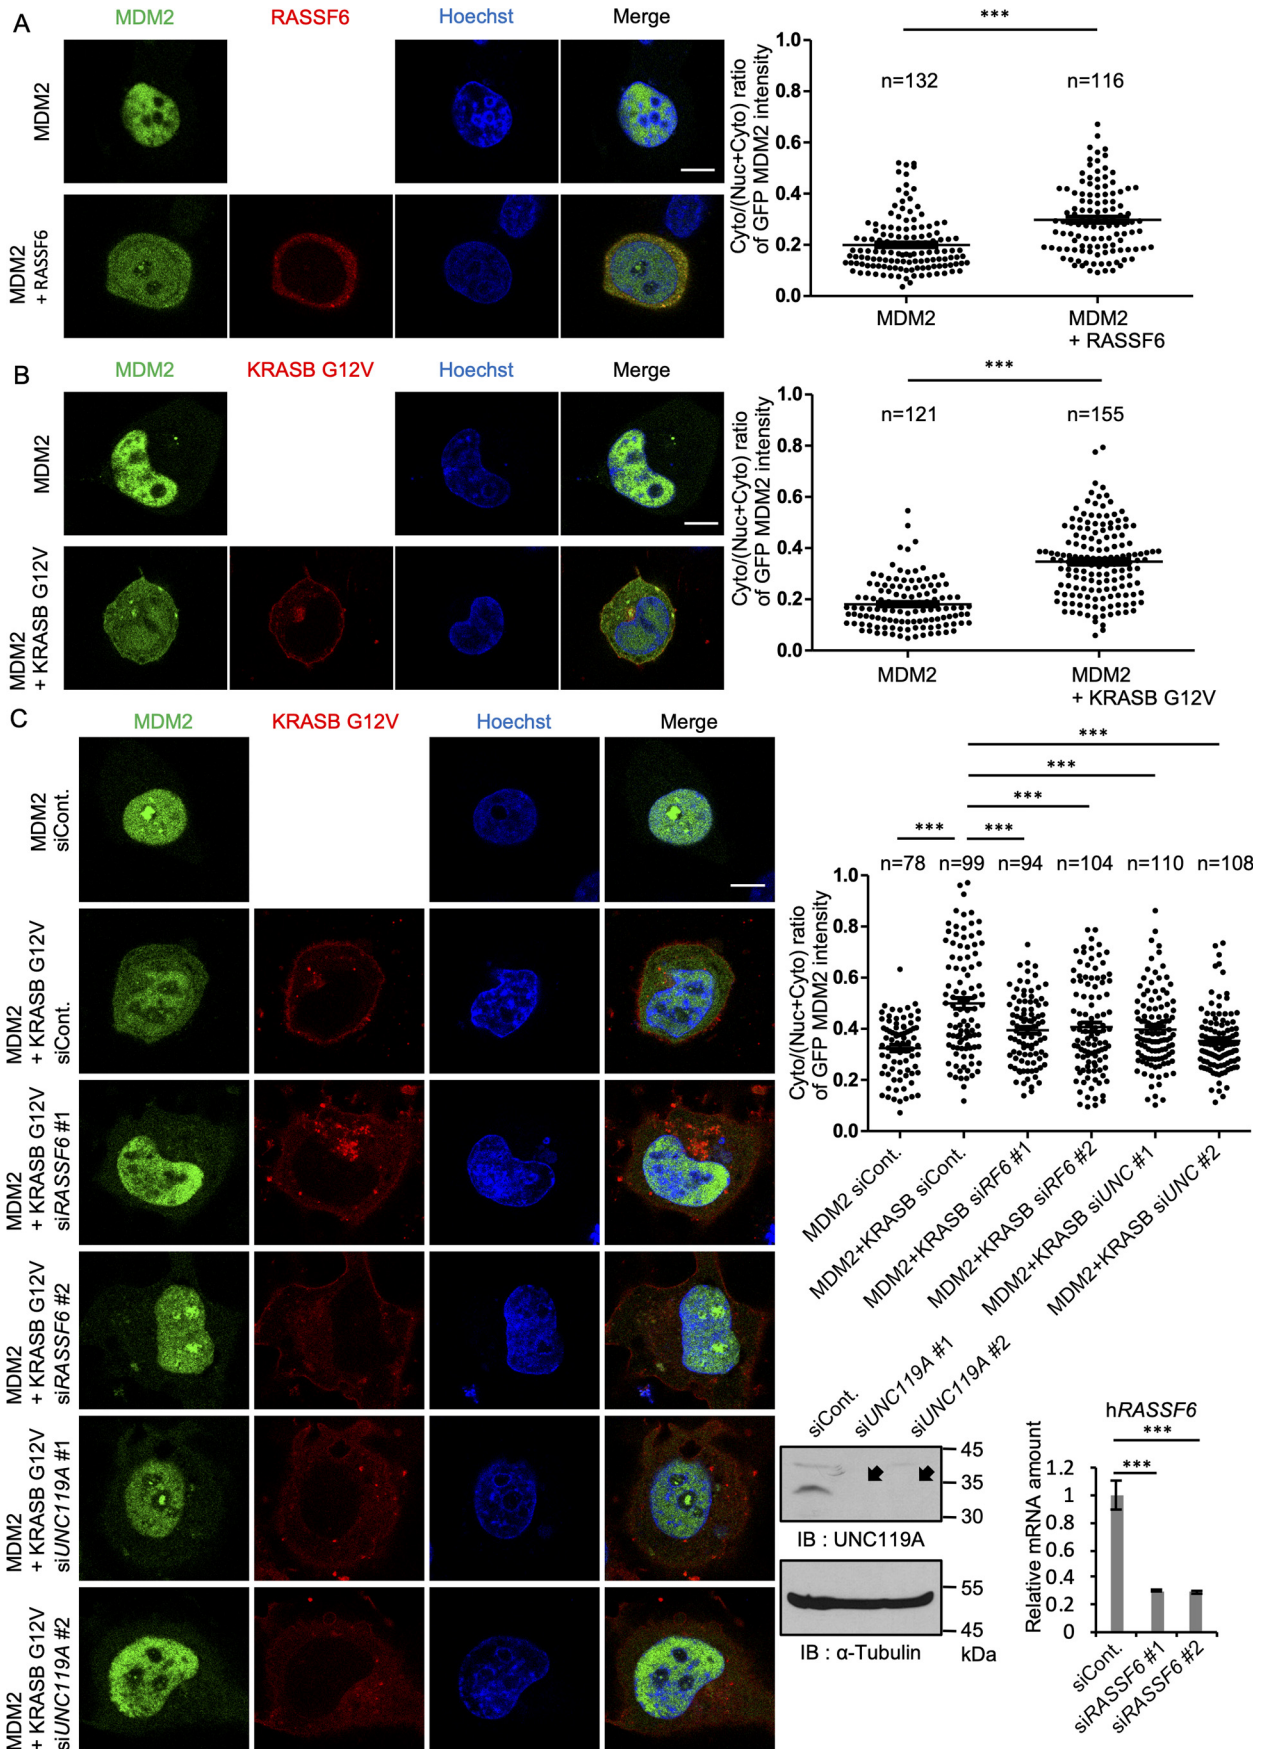 A
MDM2 RASSF6 Hoechst Merge
MDM2
MDM2
+ RASSF6
***
Cyto/(Nuc+Cyto) ratio
of GFP MDM2 intensity
1.0
0.8
0.6
0.4
0.2
0.0
n=132 n=116
MDM2 MDM2
+ RASSF6
B
MDM2 KRASB G12V Hoechst Merge
MDM2
MDM2
+ KRASB G12V
***
Cyto/(Nuc+Cyto) ratio
of GFP MDM2 intensity
1.0
0.8
0.6
0.4
0.2
0.0
n=121 n=155
MDM2 MDM2
+ KRASB G12V
C
MDM2 KRASB G12V Hoechst Merge
MDM2
siCont.
MDM2
+ KRASB G12V
siCont.
MDM2
+ KRASB G12V
siRASSF6 #1
MDM2
+ KRASB G12V
siRASSF6 #2
MDM2
+ KRASB G12V
siUNC119A #1
MDM2
+ KRASB G12V
siUNC119A #2
***
***
***
*** ***
n=78 n=99 n=94 n=104 n=110 n=108
Cyto/(Nuc+Cyto) ratio
of GFP MDM2 intensity
1.0
0.8
0.6
0.4
0.2
0.0
MDM2 siCont.
MDM2+KRASB siCont.
MDM2+KRASB siRF6 #1
MDM2+KRASB siRF6 #2
MDM2+KRASB siUNC #1
MDM2+KRASB siUNC #2
siCont.
siUNC119A #1
siUNC119A #2
45
35
30
IB : UNC119A
55
45
IB : α-Tubulin kDa
hRASSF6
***
***
Relative mRNA amount
1.2
1
0.8
0.6
0.4
0.2
0
siCont.
siRASSF6 #1
siRASSF6 #2